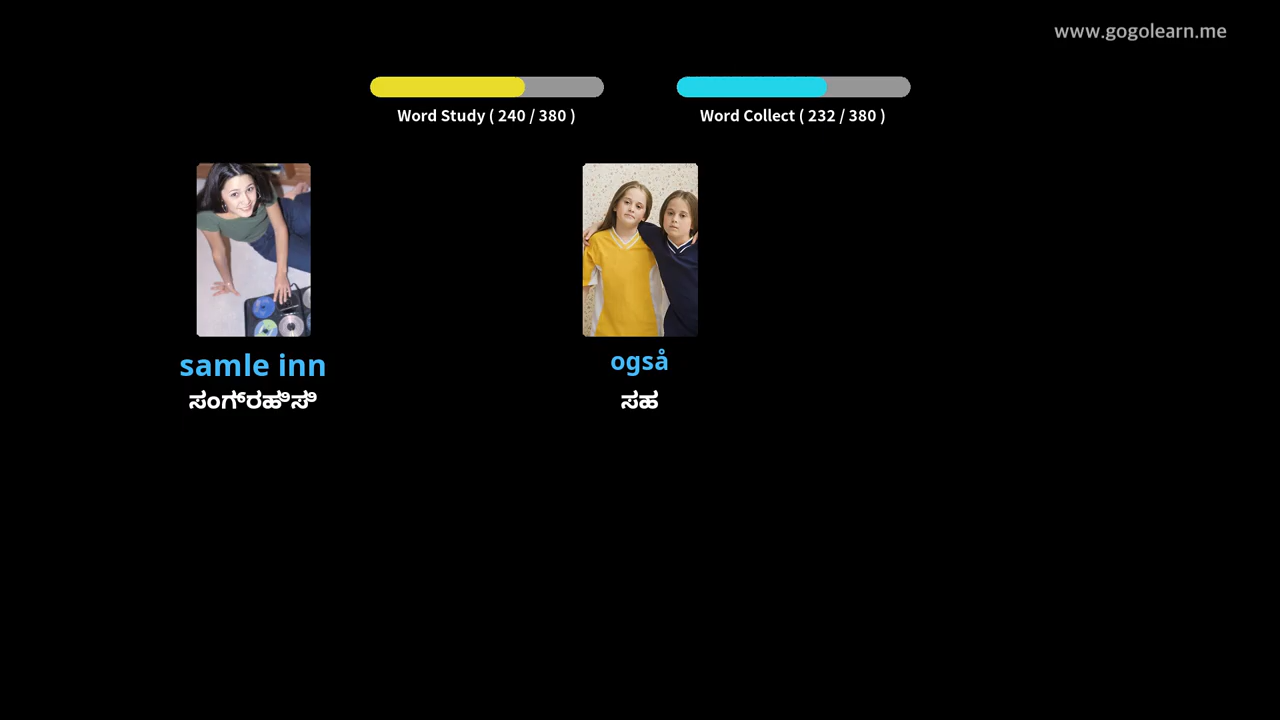 www.gogolearn.me
Word Study ( 240 / 380 )
Word Collect ( 232 / 380 )
samle inn
ಸಂಗ್ರಹಿಸಿ
også
ಸಹ